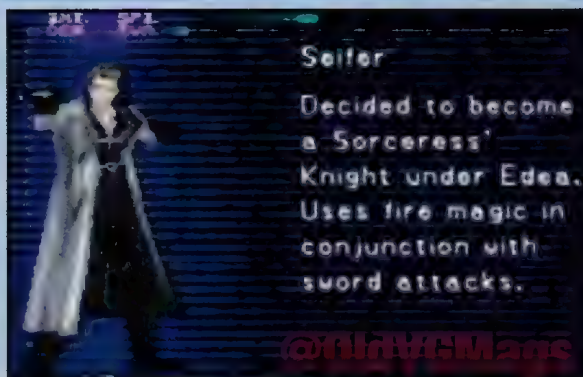 Seifer
Decided to become
a Sorceress'
Knight under Edea.
Uses fire magic in
conjunction with
sword attacks.
@OldVGMags